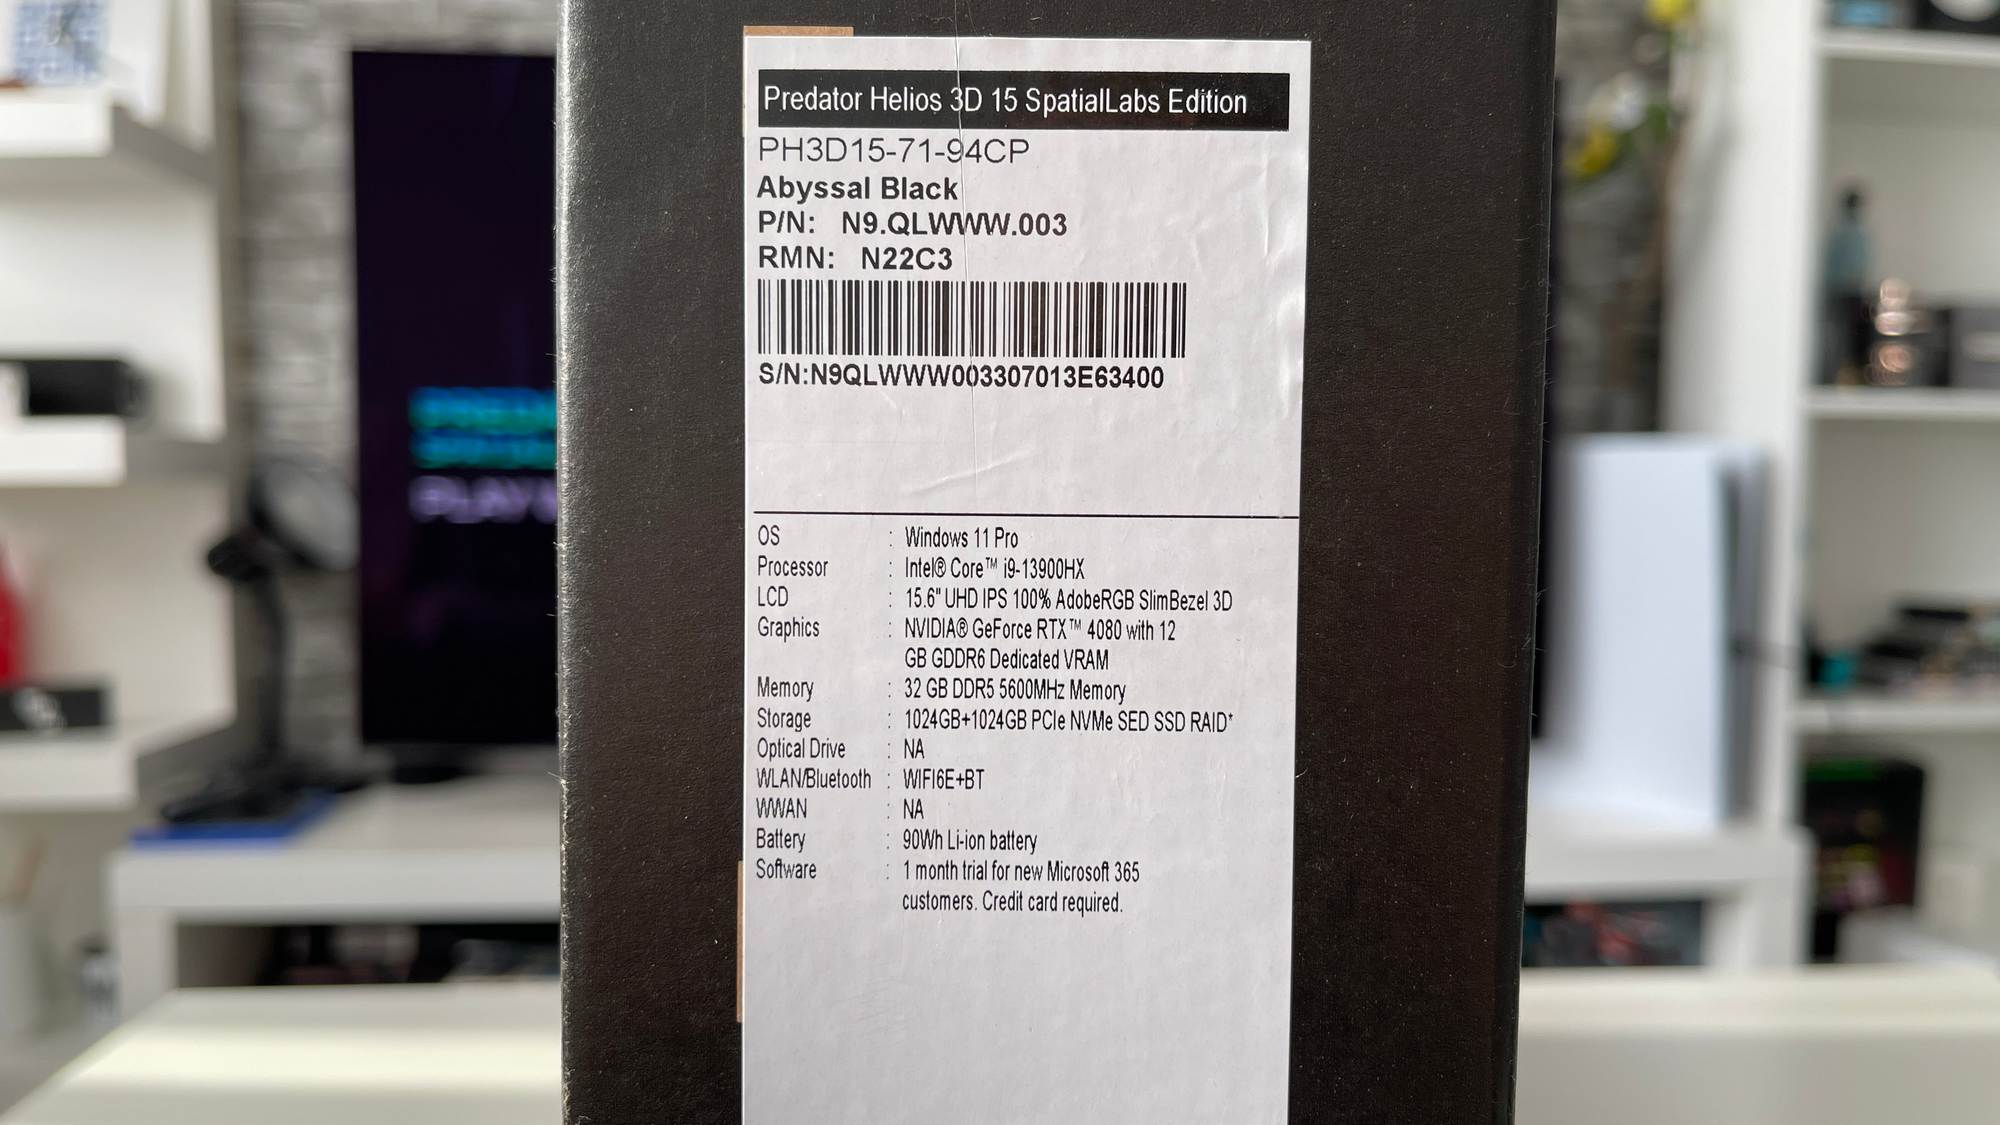 Predator Helios 3D 15 SpatialLabs Edition
PH3D15-71-94CP
Abyssal Black
P/N: N9.QLWWW.003
RMN: N22C3
S/N:N9QLWWW003307013E63400
OS : Windows 11 Pro
Processor : Intel® Core™ i9-13900HX
LCD : 15.6" UHD IPS 100% AdobeRGB SlimBezel 3D
Graphics : NVIDIA® GeForce RTX™ 4080 with 12
GB GDDR6 Dedicated VRAM
Memory : 32 GB DDR5 5600MHz Memory
Storage : 1024GB+1024GB PCIe NVMe SED SSD RAID*
Optical Drive : NA
WLAN/Bluetooth : WIFI6E+BT
WWAN : NA
Battery : 90Wh Li-ion battery
Software : 1 month trial for new Microsoft 365
customers. Credit card required.